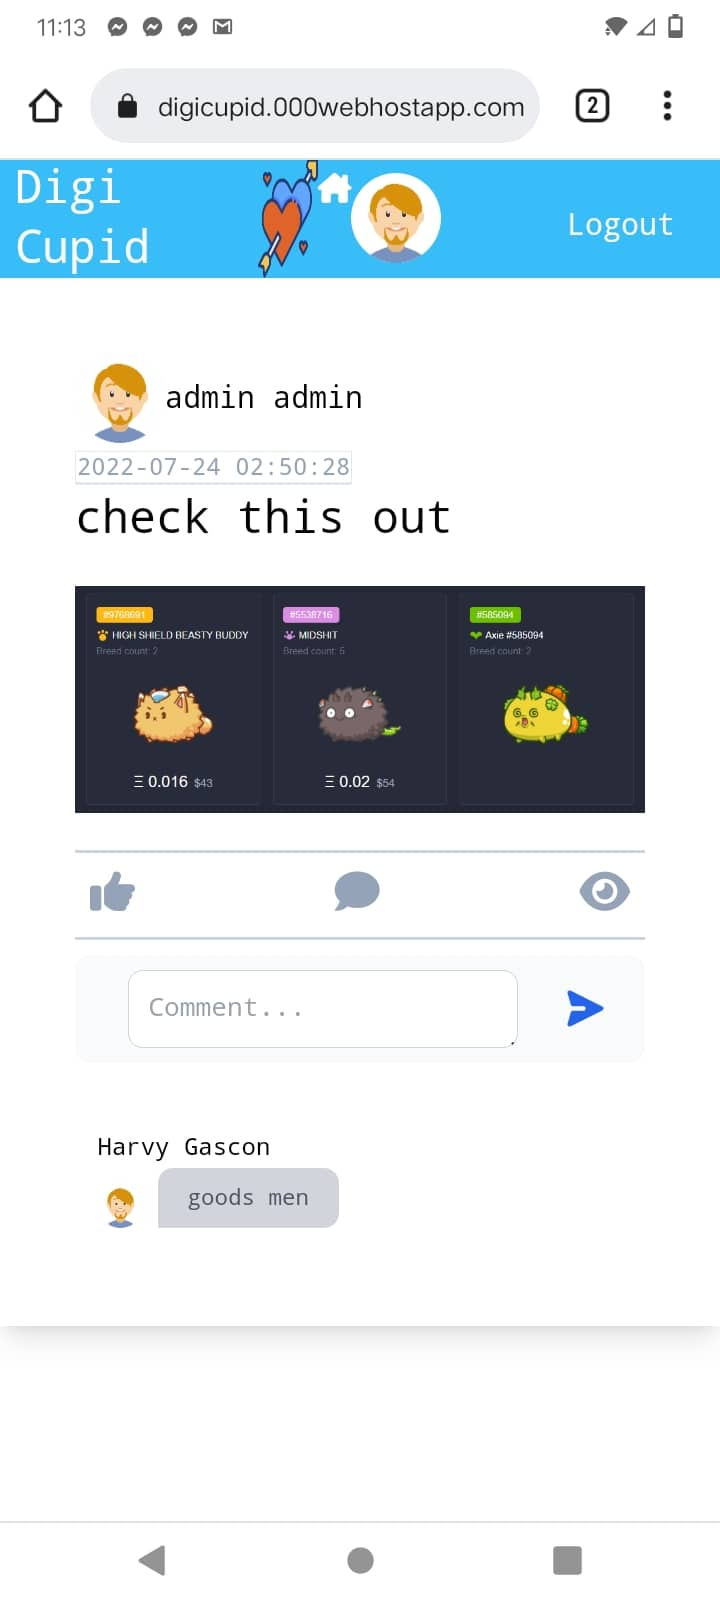 11:13
digicupid.000webhostapp.com
2
Digi
Cupid
Logout
admin admin
2022-07-24 02:50:28
check this out
#9768691 #5538716 #585094
HIGH SHIELD BEASTY BUDDY MIDSHIT Axie #585094
Breed count: 2 Breed count: 5 Breed count: 2
Ξ 0.016 $43 Ξ 0.02 $54
Comment...
Harvy Gascon
goods men